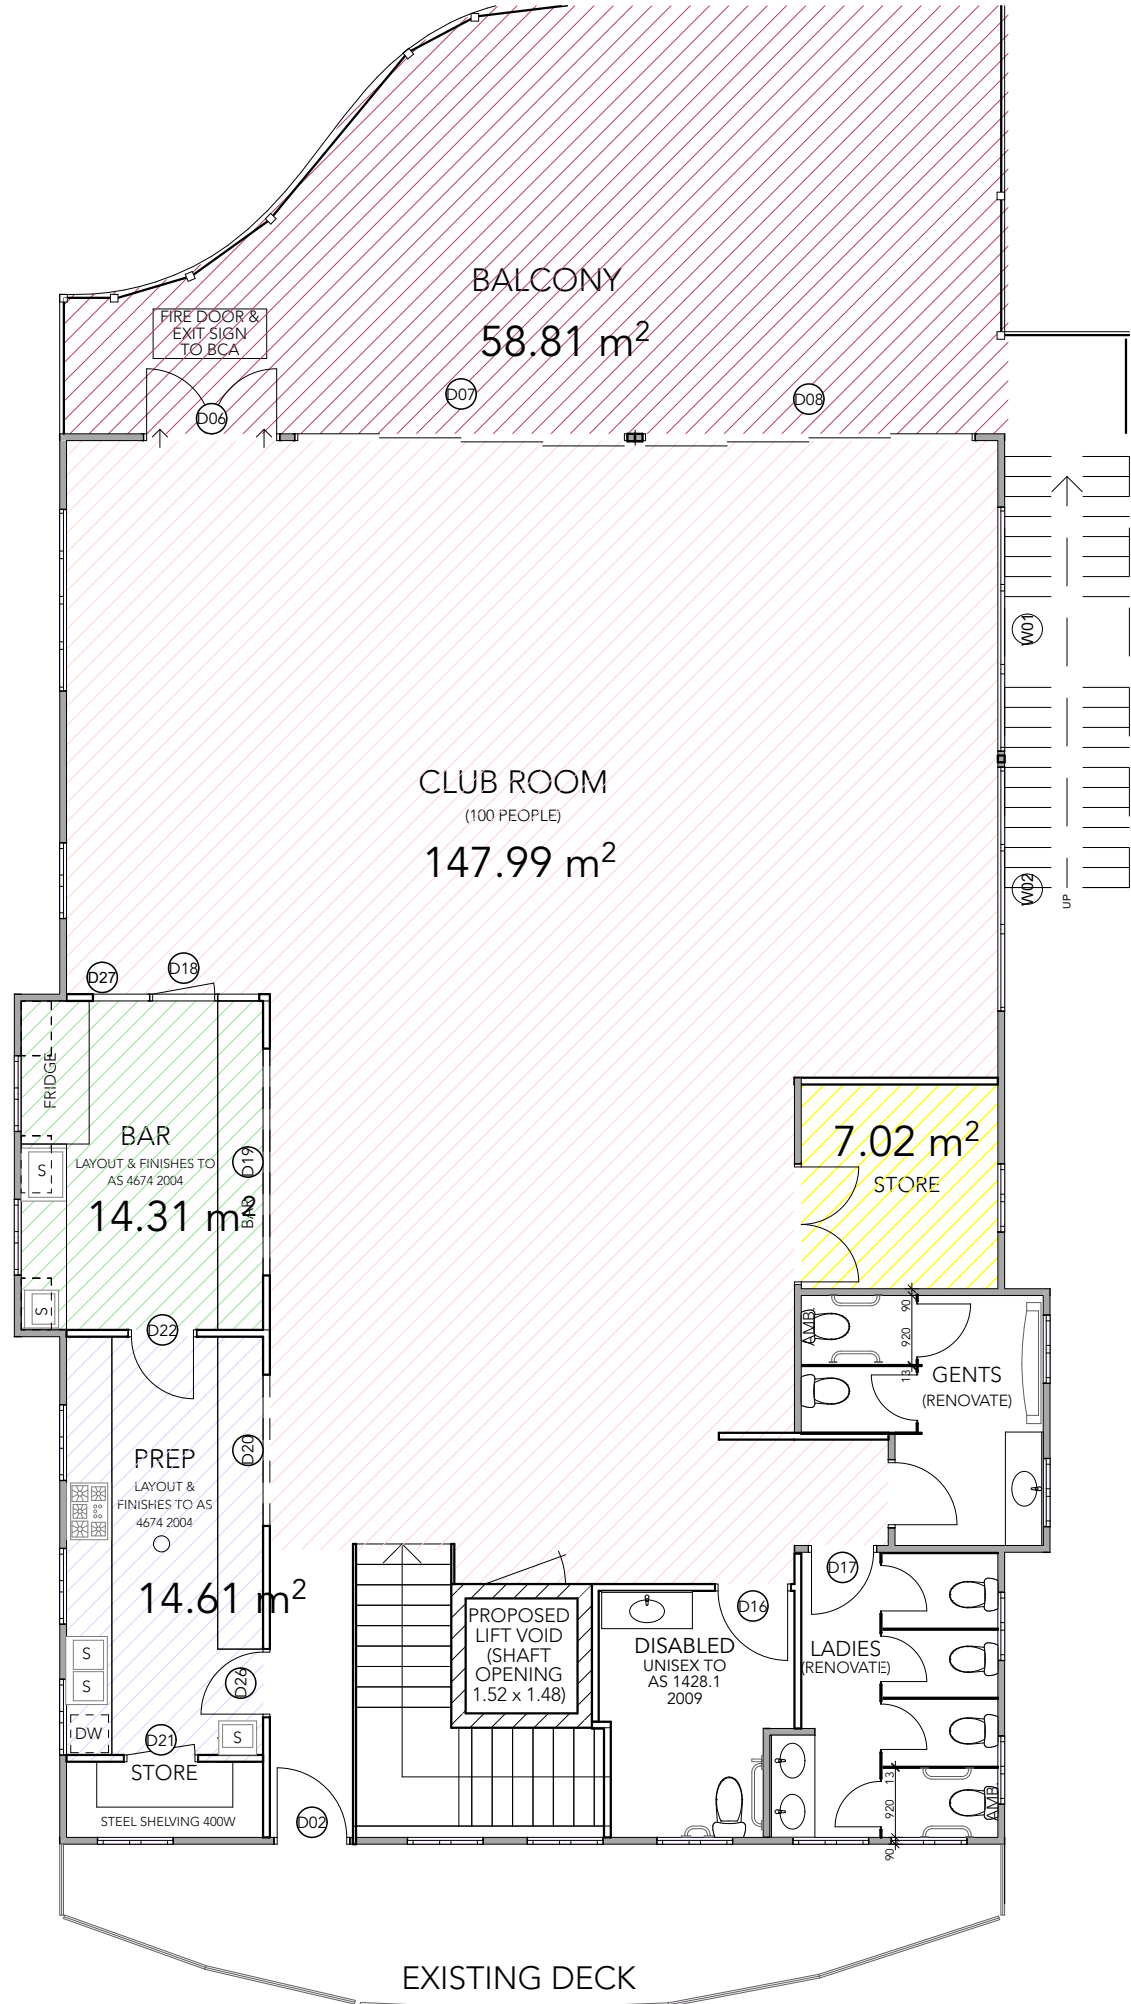 BALCONY
58.81 m²
FIRE DOOR &
EXIT SIGN
TO BCA
D06
D07
D08
W01
W02
UP
CLUB ROOM
(100 PEOPLE)
147.99 m²
D27
D18
FRIDGE
BAR
LAYOUT & FINISHES TO
AS 4674 2004
14.31 m²
S
S
D19
BAR
D22
7.02 m²
STORE
AMB
90
920
13
GENTS
(RENOVATE)
PREP
LAYOUT &
FINISHES TO AS
4674 2004
14.61 m²
D20
S
S
DW
D26
S
D21
STORE
STEEL SHELVING 400W
D02
PROPOSED
LIFT VOID
(SHAFT
OPENING
1.52 x 1.48)
DISABLED
UNISEX TO
AS 1428.1
2009
D16
D17
LADIES
(RENOVATE)
13
920
90
AMB
EXISTING DECK